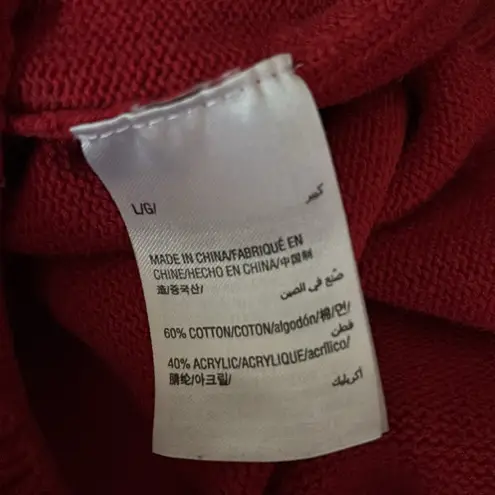 L/G/ كبير
MADE IN CHINA/FABRIQUÉ EN
CHINE/HECHO EN CHINA/中国制
造/중국산/ صنع في الصين
60% COTTON/COTON/algodón/棉/면/
قطن
40% ACRYLIC/ACRYLIQUE/acrílico/
腈纶/아크릴/ أكريليك